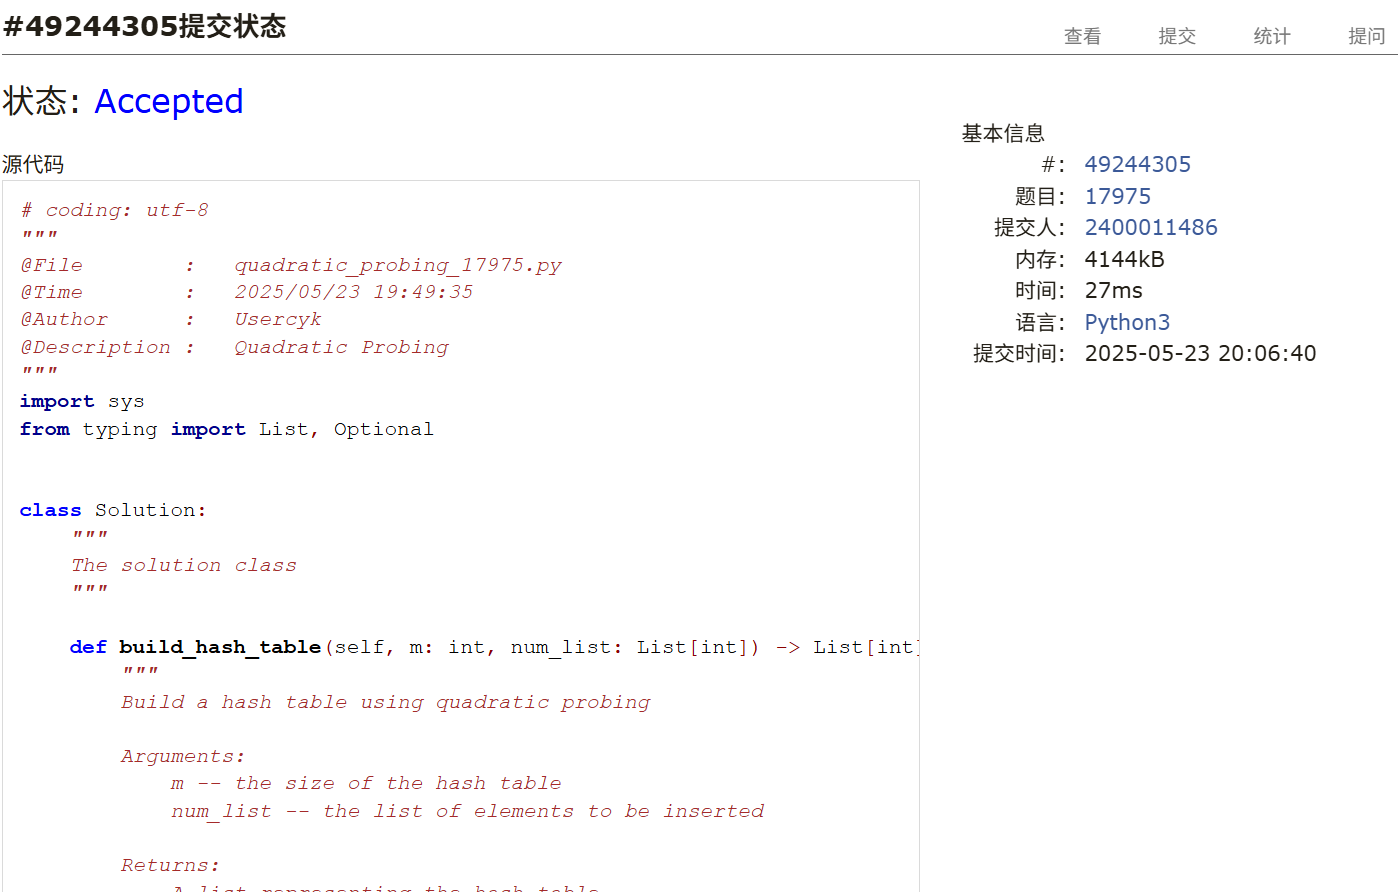 #49244305提交状态
查看 提交 统计 提问
状态: Accepted
源代码
# coding: utf-8
"""
@File        :   quadratic_probing_17975.py
@Time        :   2025/05/23 19:49:35
@Author      :   Usercyk
@Description :   Quadratic Probing
"""
import sys
from typing import List, Optional
class Solution:
    """
    The solution class
    """
    def build_hash_table(self, m: int, num_list: List[int]) -> List[int]
        """
        Build a hash table using quadratic probing
        Arguments:
            m -- the size of the hash table
            num_list -- the list of elements to be inserted
        Returns:
            A list representing the hash table
基本信息
#: 49244305
题目: 17975
提交人: 2400011486
内存: 4144kB
时间: 27ms
语言: Python3
提交时间: 2025-05-23 20:06:40